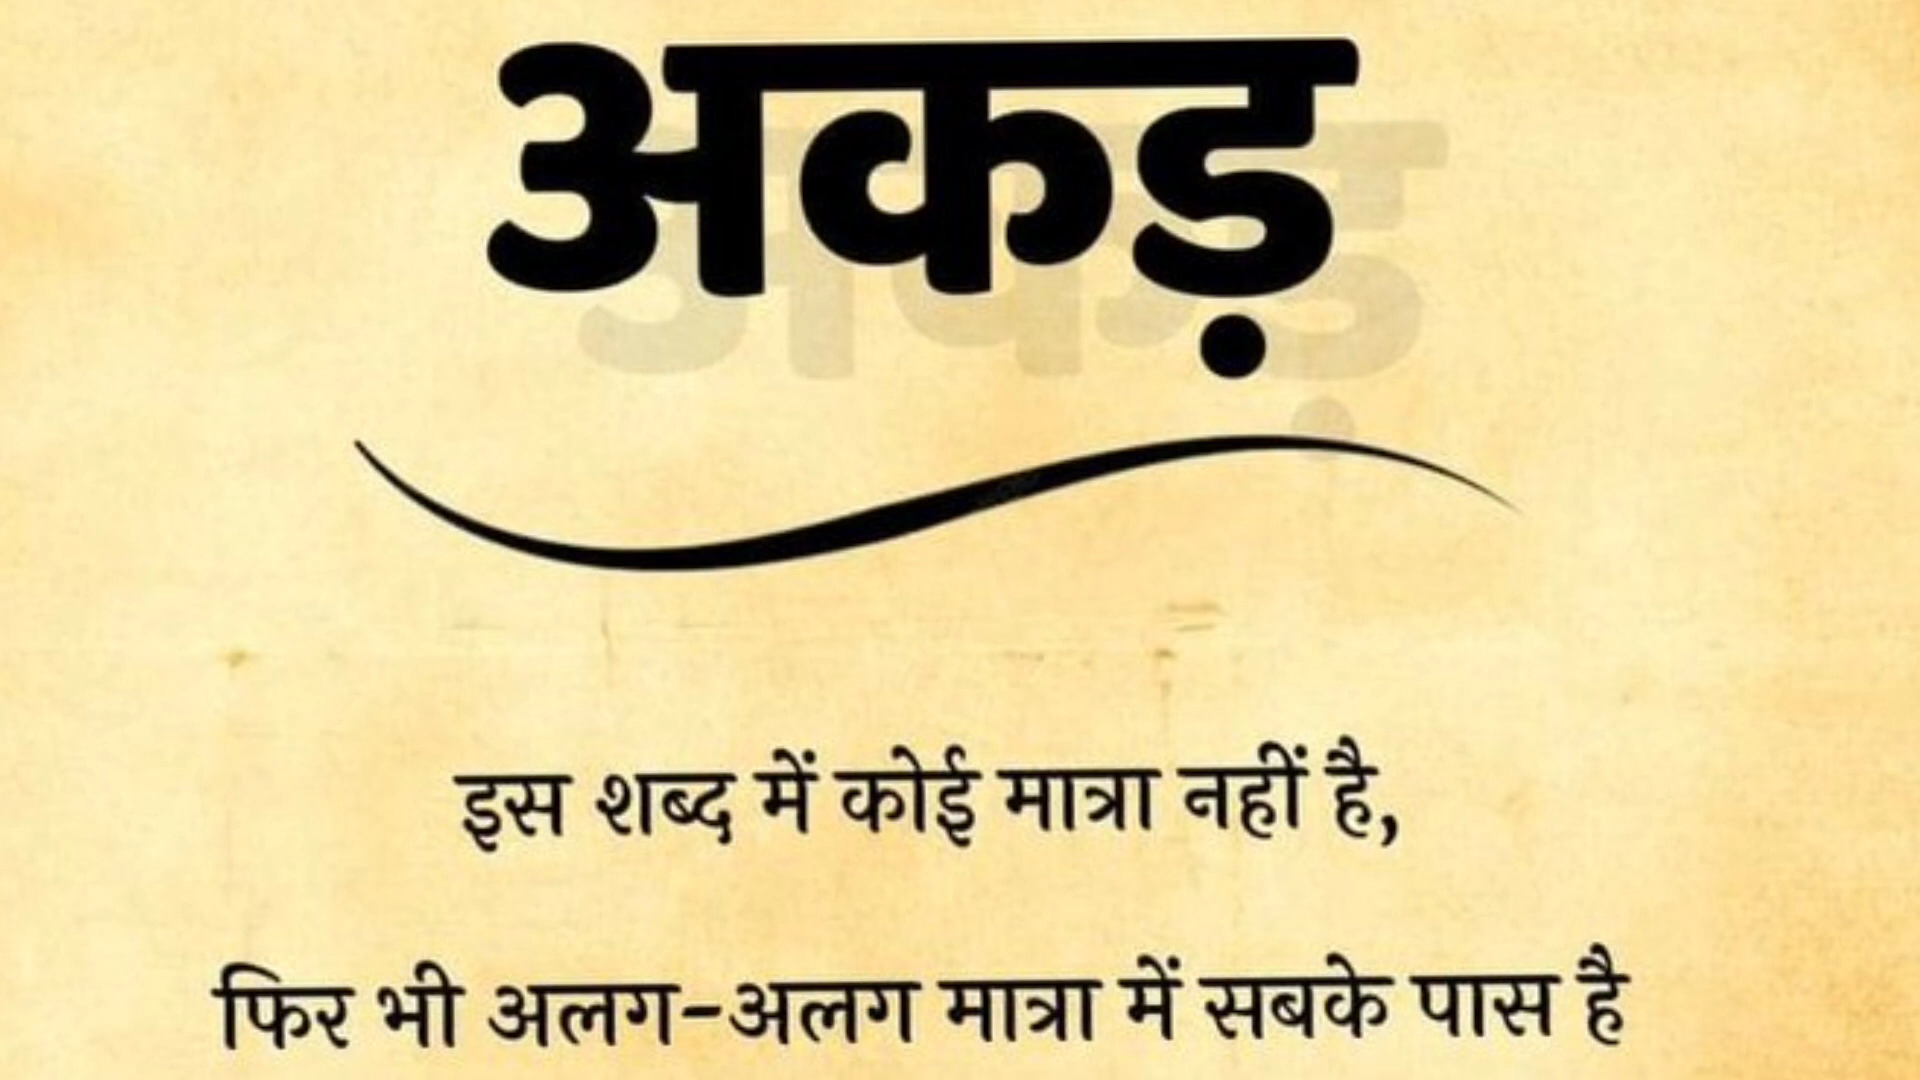 अकड़
इस शब्द में कोई मात्रा नहीं है,
फिर भी अलग-अलग मात्रा में सबके पास है